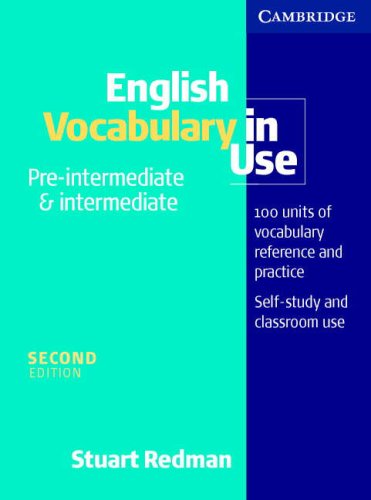 CAMBRIDGE
English
Vocabulary in
Use
Pre-intermediate
& intermediate
100 units of
vocabulary
reference and
practice
Self-study and
classroom use
SECOND
EDITION
Stuart Redman